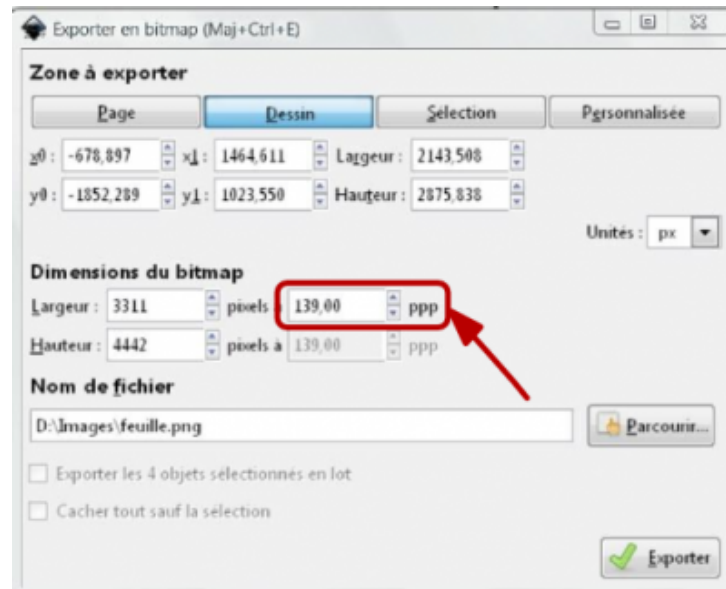 Exporter en bitmap (Maj+Ctrl+E)
Zone à exporter
Page Dessin Sélection Personnalisée
x0 : -678,897 x1 : 1464,611 Largeur : 2143,508
y0 : -1852,289 y1 : 1023,550 Hauteur : 2875,838
Unités : px
Dimensions du bitmap
Largeur : 3311 pixels à 139,00 ppp
Hauteur : 4442 pixels à 139,00 ppp
Nom de fichier
D:\Images\feuille.png Parcourir...
Exporter les 4 objets sélectionnés en lot
Cacher tout sauf la sélection
Exporter